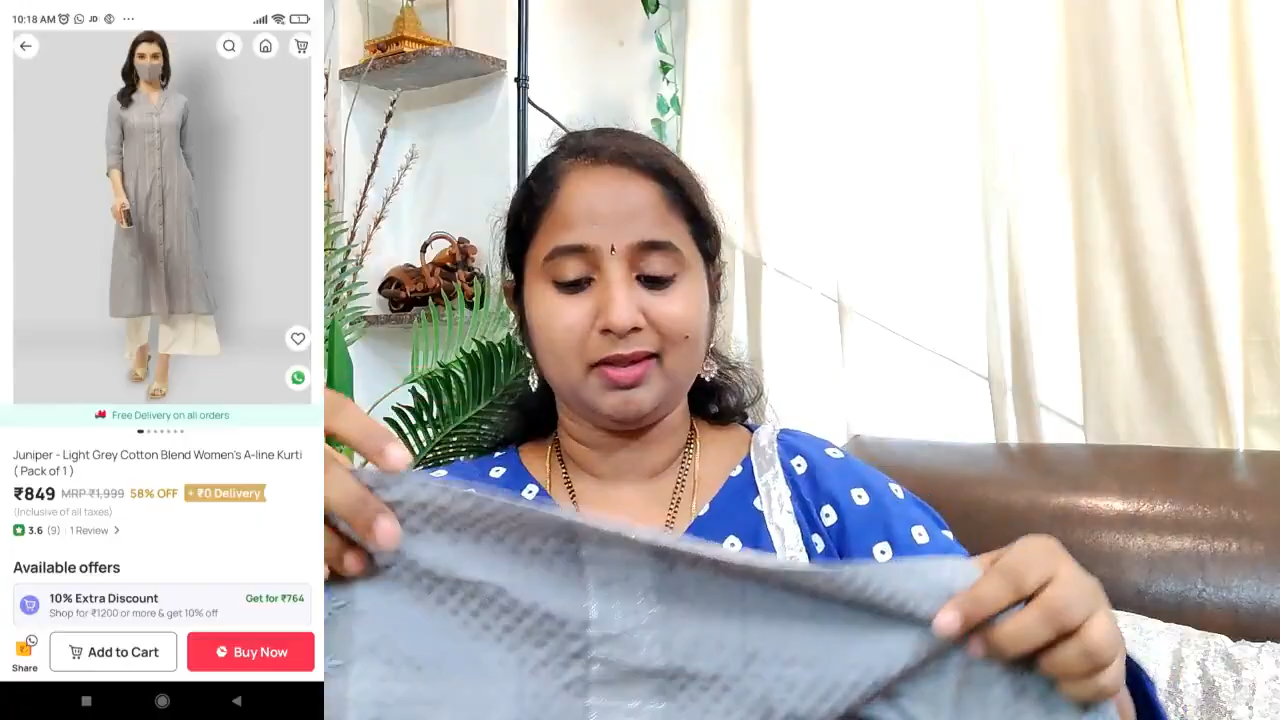 10:18 AM JD ...
Free Delivery on all orders
Juniper - Light Grey Cotton Blend Women's A-line Kurti
( Pack of 1 )
₹849 MRP ₹1,999 58% OFF + ₹0 Delivery
(Inclusive of all taxes)
3.6 (9) 1 Review >
Available offers
10% Extra Discount Get for ₹764
Shop for ₹1200 or more & get 10% off
Share Add to Cart Buy Now